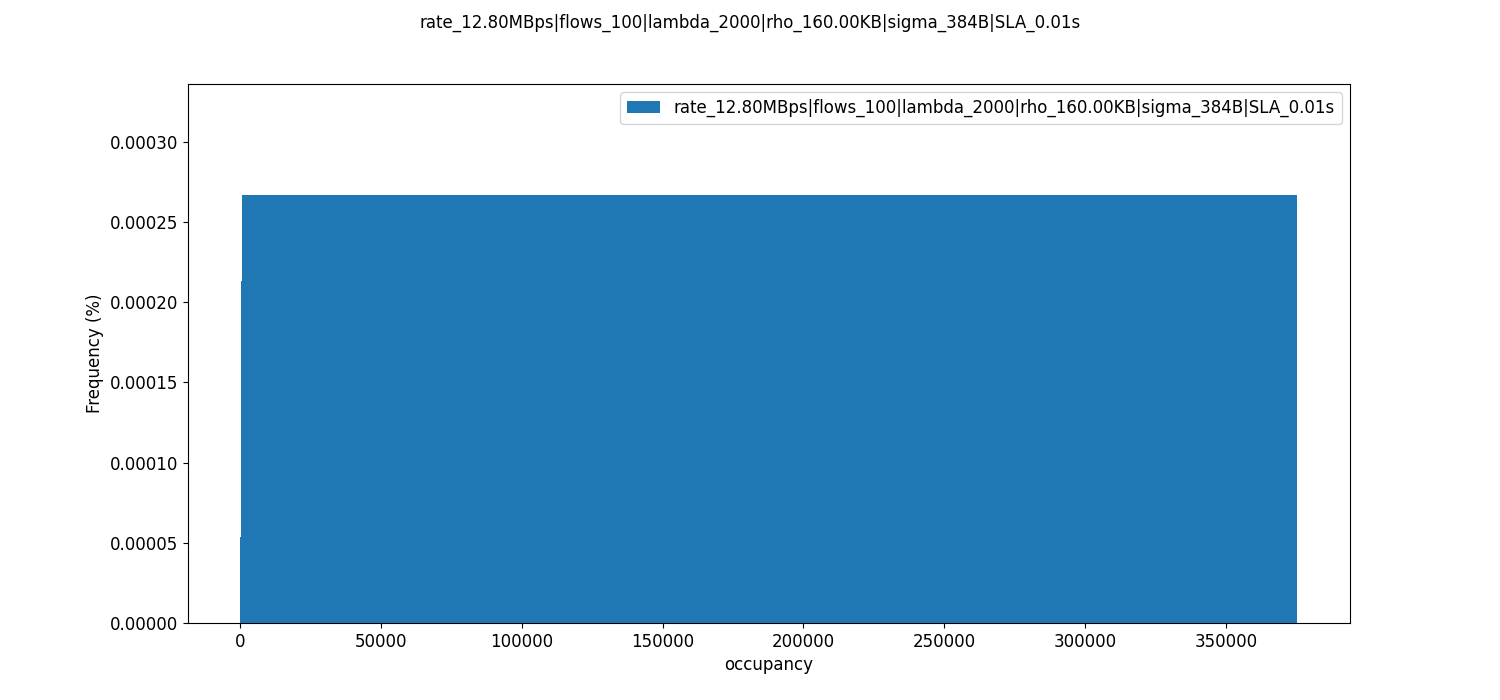 rate_12.80MBps|flows_100|lambda_2000|rho_160.00KB|sigma_384B|SLA_0.01s
rate_12.80MBps|flows_100|lambda_2000|rho_160.00KB|sigma_384B|SLA_0.01s
0.00030
0.00025
0.00020
0.00015
0.00010
0.00005
0.00000
Frequency (%)
0 50000 100000 150000 200000 250000 300000 350000
occupancy